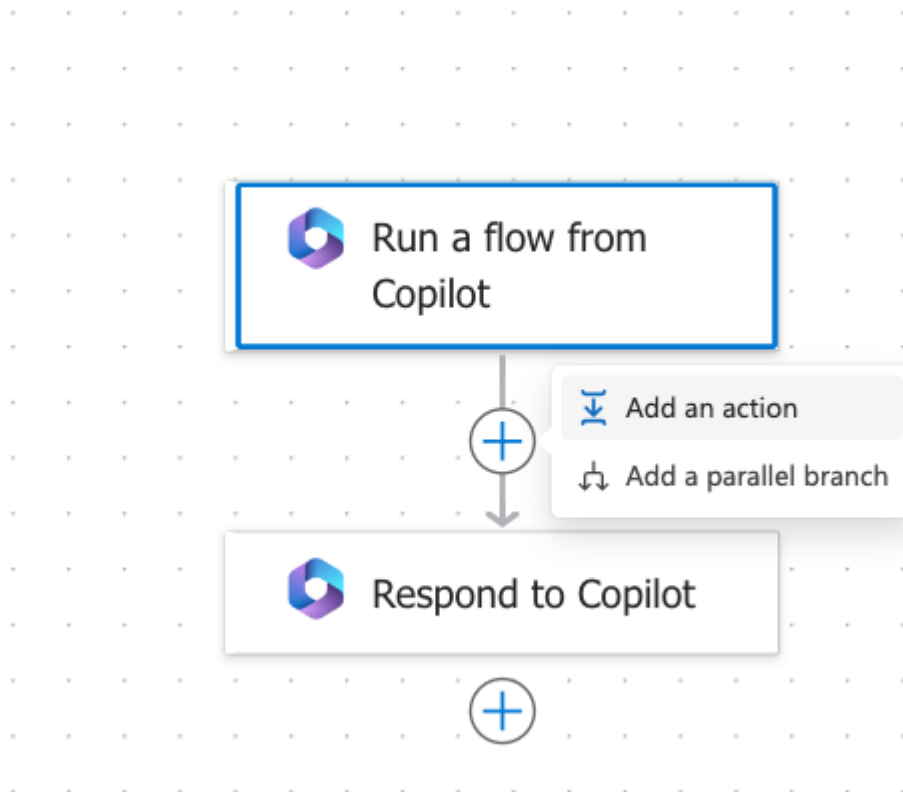 Run a flow from
Copilot
Add an action
Add a parallel branch
Respond to Copilot